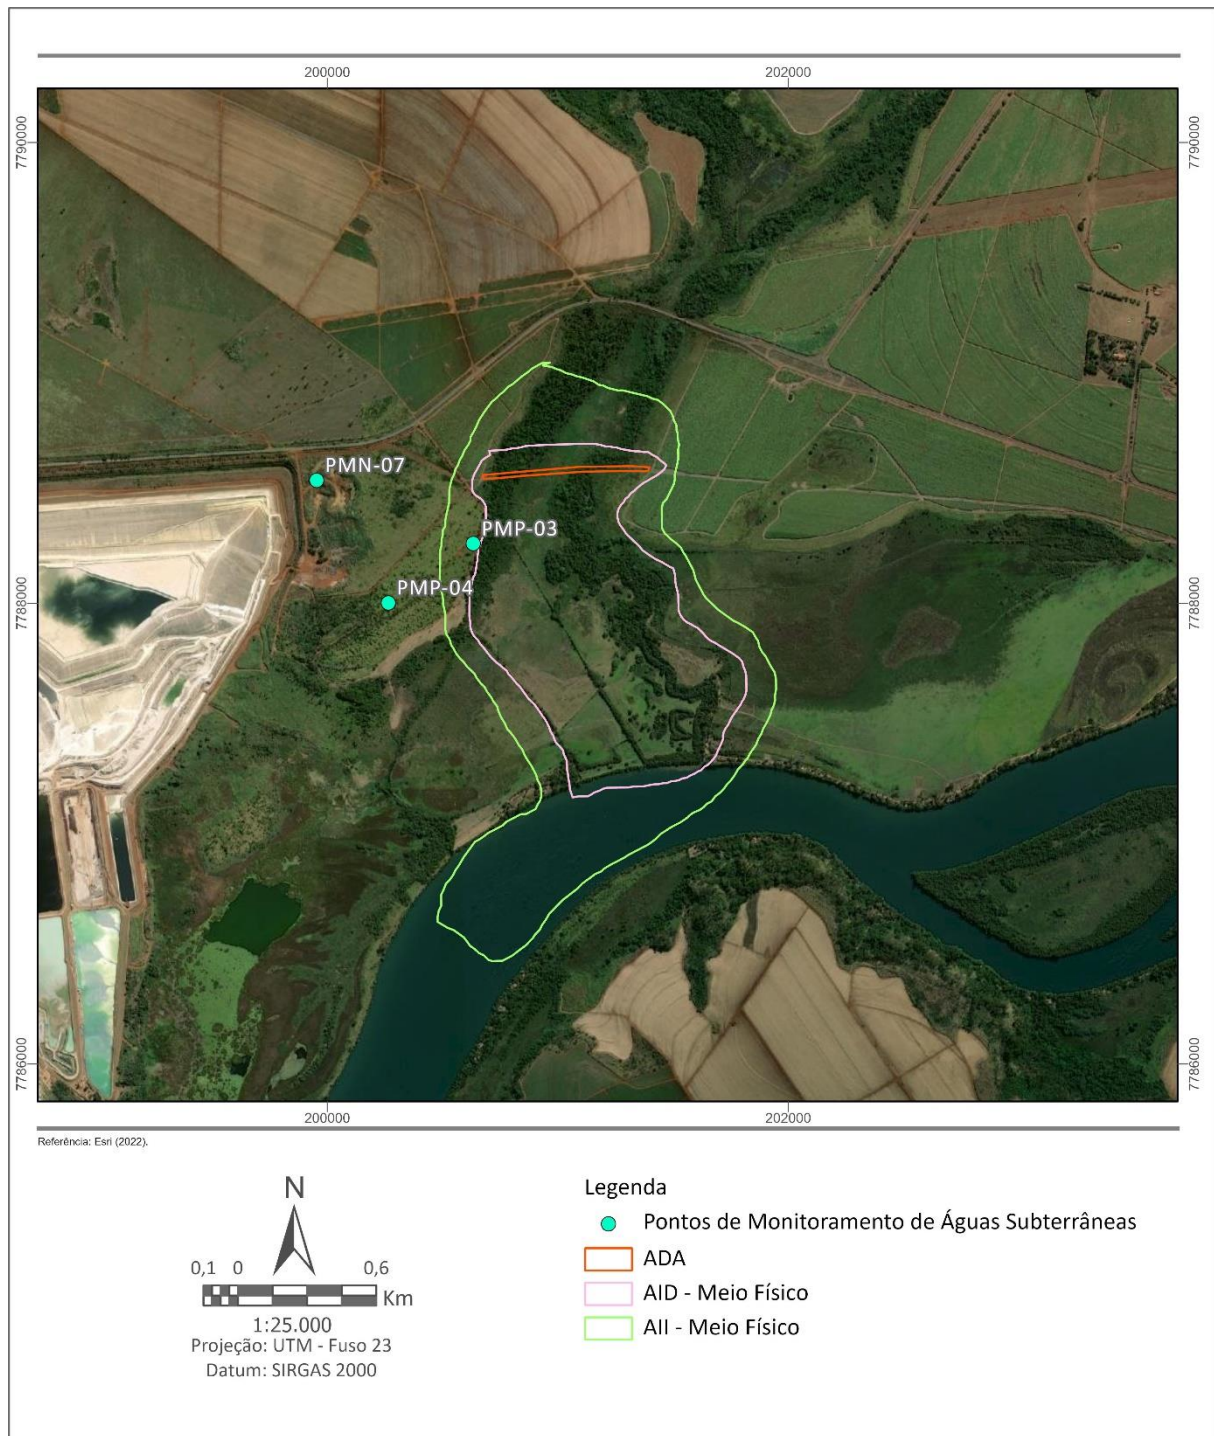 200000
202000
7790000
7790000
PMN-07
PMP-03
PMP-04
7788000
7788000
7786000
7786000
200000
202000
Referência: Esri (2022).
N
0,1
0
0,6
Km
1:25.000
Projeção: UTM - Fuso 23
Datum: SIRGAS 2000
Legenda
Pontos de Monitoramento de Águas Subterrâneas
ADA
AID - Meio Físico
AII - Meio Físico